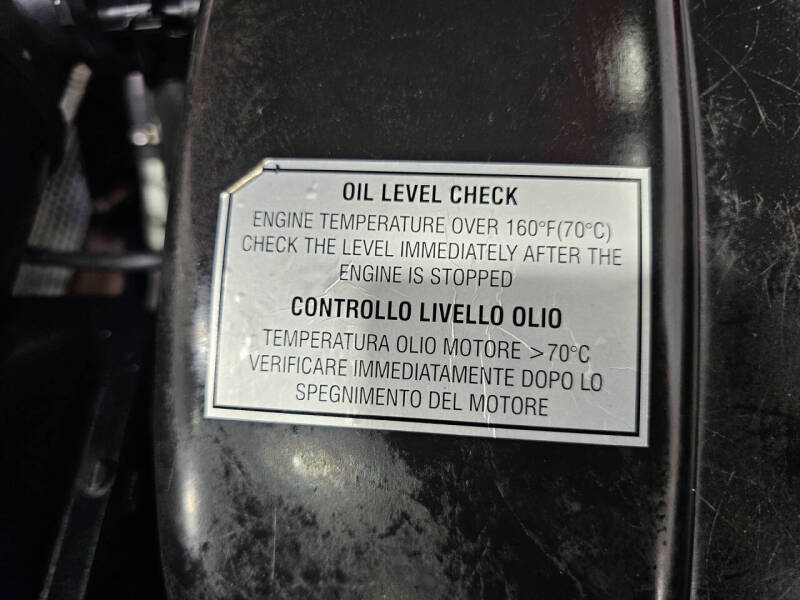 OIL LEVEL CHECK
ENGINE TEMPERATURE OVER 160°F(70°C)
CHECK THE LEVEL IMMEDIATELY AFTER THE
ENGINE IS STOPPED
CONTROLLO LIVELLO OLIO
TEMPERATURA OLIO MOTORE >70°C
VERIFICARE IMMEDIATAMENTE DOPO LO
SPEGNIMENTO DEL MOTORE